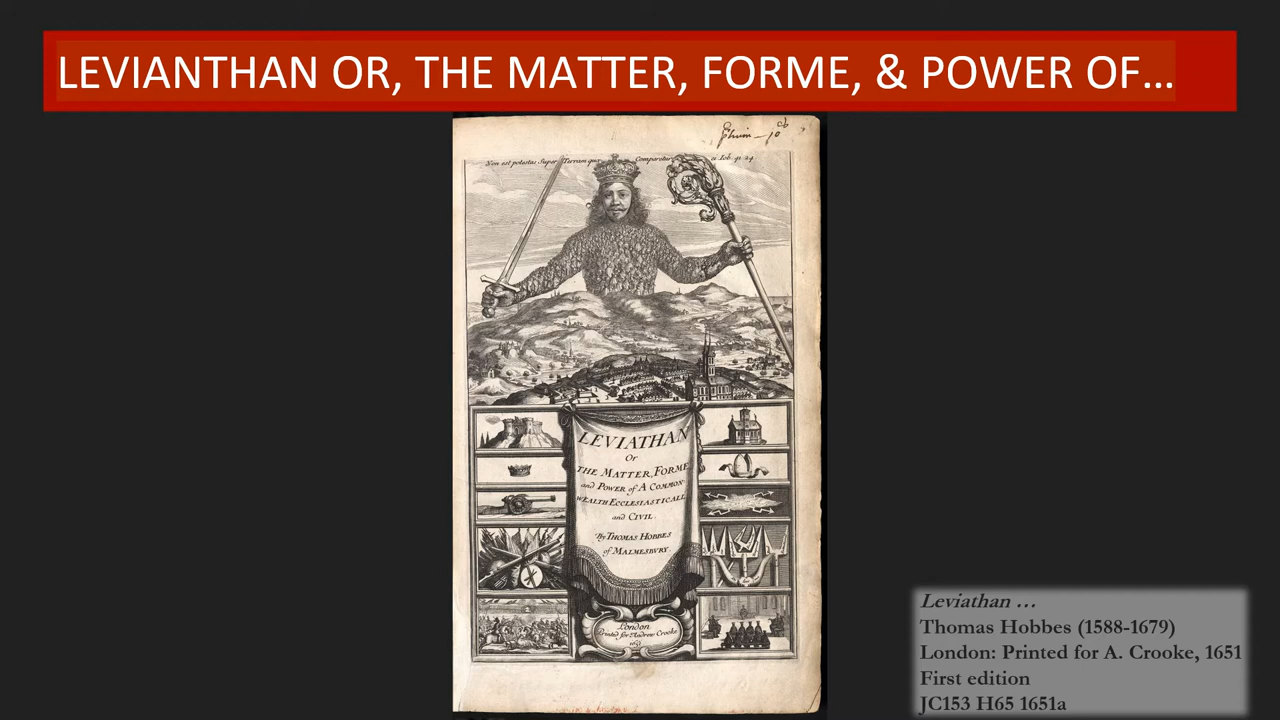 LEVIANTHAN OR, THE MATTER, FORME, & POWER OF...
Non est potestas Super Terram quæ Comparetur ei Iob. 41. 24
LEVIATHAN
Or
THE MATTER, FORME
and POWER of A COMMON-
WEALTH ECCLESIASTICALL
and CIVIL.
By THOMAS HOBBES
of MALMESBURY.
London
Printed for Andrew Crooke
1651
Leviathan …
Thomas Hobbes (1588-1679)
London: Printed for A. Crooke, 1651
First edition
JC153 H65 1651a